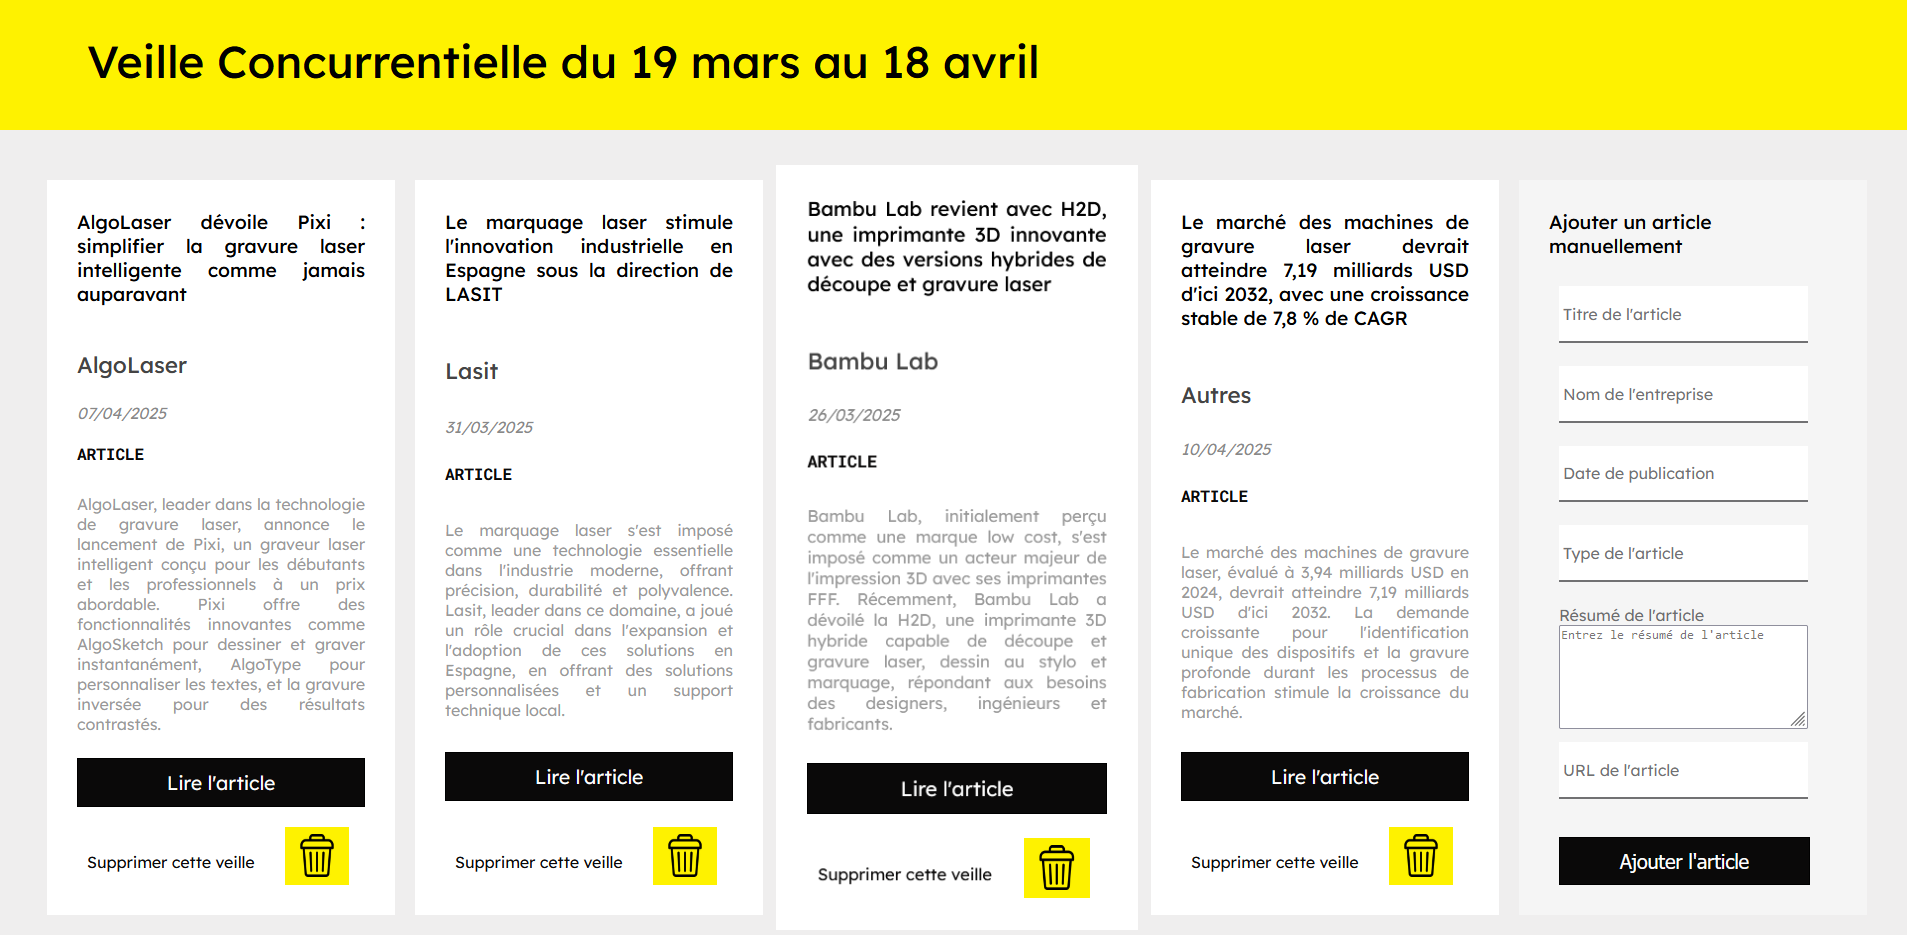 Veille Concurrentielle du 19 mars au 18 avril
AlgoLaser dévoile Pixi :
simplifier la gravure laser
intelligente comme jamais
auparavant
AlgoLaser
07/04/2025
ARTICLE
AlgoLaser, leader dans la technologie
de gravure laser, annonce le
lancement de Pixi, un graveur laser
intelligent conçu pour les débutants
et les professionnels à un prix
abordable. Pixi offre des
fonctionnalités innovantes comme
AlgoSketch pour dessiner et graver
instantanément, AlgoType pour
personnaliser les textes, et la gravure
inversée pour des résultats
contrastés.
Lire l'article
Supprimer cette veille
Le marquage laser stimule
l'innovation industrielle en
Espagne sous la direction de
LASIT
Lasit
31/03/2025
ARTICLE
Le marquage laser s'est imposé
comme une technologie essentielle
dans l'industrie moderne, offrant
précision, durabilité et polyvalence.
Lasit, leader dans ce domaine, a joué
un rôle crucial dans l'expansion et
l'adoption de ces solutions en
Espagne, en offrant des solutions
personnalisées et un support
technique local.
Lire l'article
Supprimer cette veille
Bambu Lab revient avec H2D,
une imprimante 3D innovante
avec des versions hybrides de
découpe et gravure laser
Bambu Lab
26/03/2025
ARTICLE
Bambu Lab, initialement perçu
comme une marque low cost, s'est
imposé comme un acteur majeur de
l'impression 3D avec ses imprimantes
FFF. Récemment, Bambu Lab a
dévoilé la H2D, une imprimante 3D
hybride capable de découpe et
gravure laser, dessin au stylo et
marquage, répondant aux besoins
des designers, ingénieurs et
fabricants.
Lire l'article
Supprimer cette veille
Le marché des machines de
gravure laser devrait
atteindre 7,19 milliards USD
d'ici 2032, avec une croissance
stable de 7,8 % de CAGR
Autres
10/04/2025
ARTICLE
Le marché des machines de gravure
laser, évalué à 3,94 milliards USD en
2024, devrait atteindre 7,19 milliards
USD d'ici 2032. La demande
croissante pour l'identification
unique des dispositifs et la gravure
profonde durant les processus de
fabrication stimule la croissance du
marché.
Lire l'article
Supprimer cette veille
Ajouter un article
manuellement
Titre de l'article
Nom de l'entreprise
Date de publication
Type de l'article
Résumé de l'article
Entrez le résumé de l'article
URL de l'article
Ajouter l'article